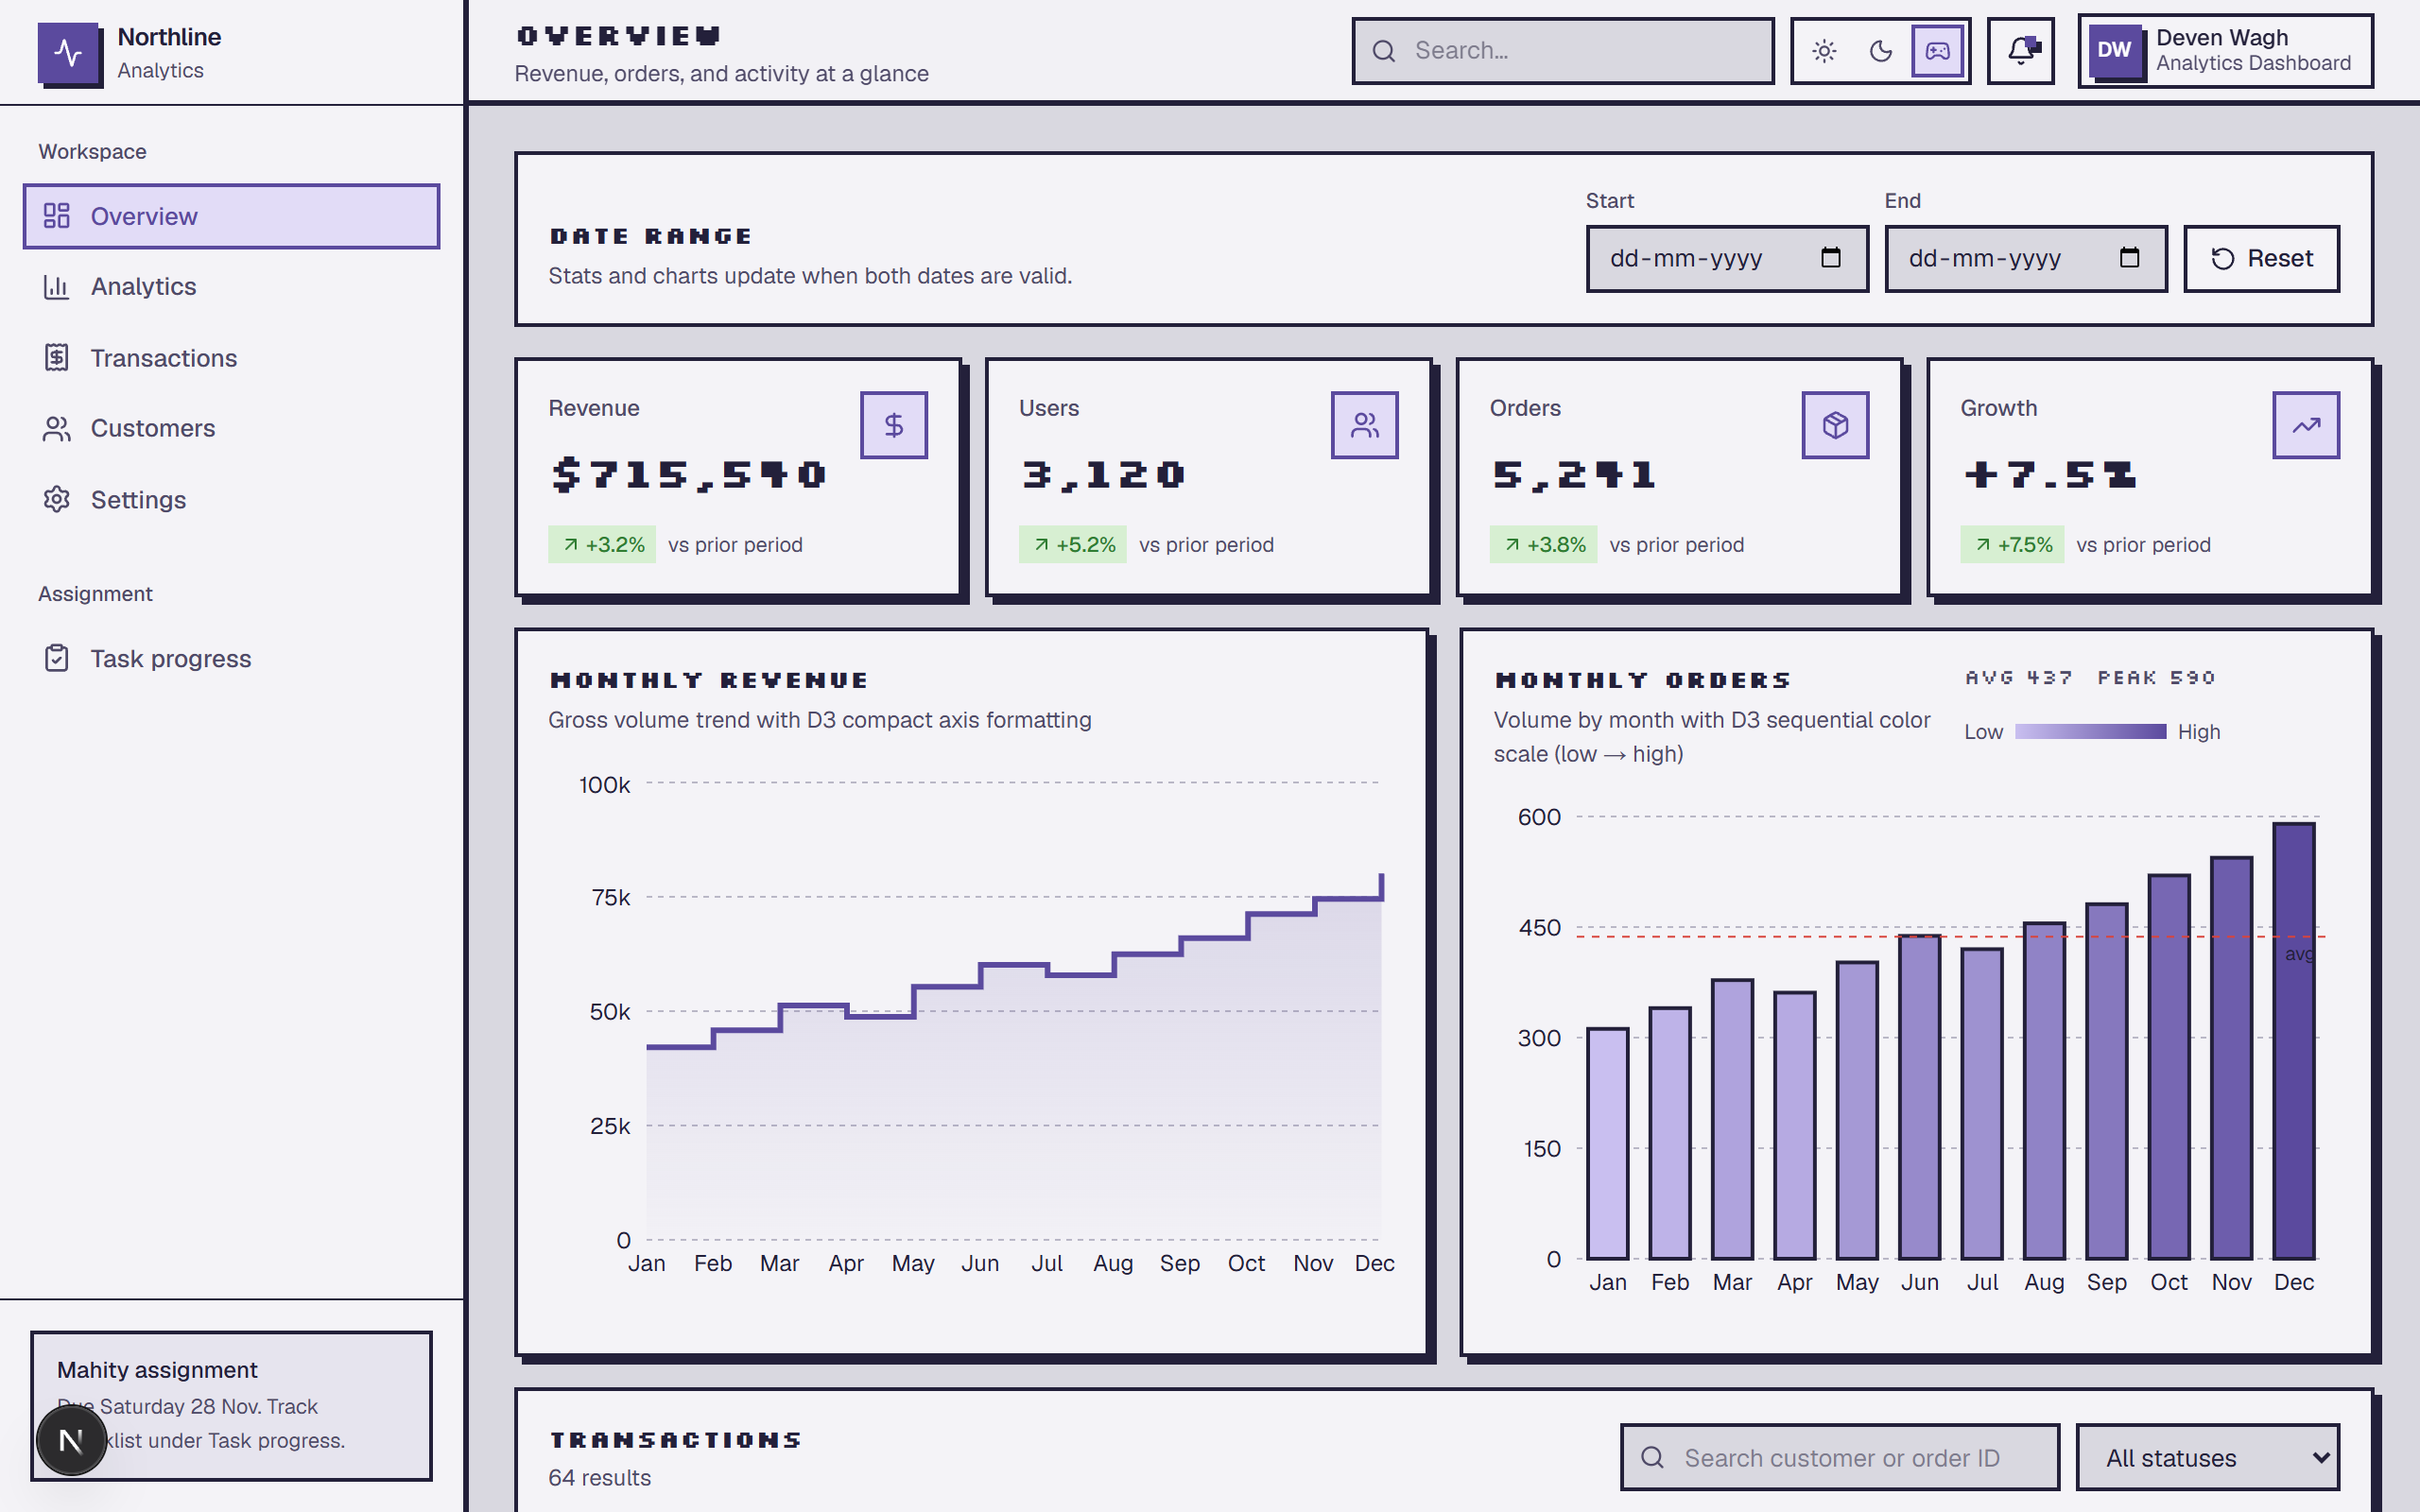 Northline
Analytics
Workspace
Overview
Analytics
Transactions
Customers
Settings
Assignment
Task progress
Mahity assignment
Due Saturday 28 Nov. Track
klist under Task progress.
N
OVERVIEW
Revenue, orders, and activity at a glance
Search...
DW
Deven Wagh
Analytics Dashboard
DATE RANGE
Stats and charts update when both dates are valid.
Start
dd-mm-yyyy
End
dd-mm-yyyy
Reset
Revenue
$715,540
+3.2% vs prior period
Users
3,120
+5.2% vs prior period
Orders
5,241
+3.8% vs prior period
Growth
+7.5%
+7.5% vs prior period
MONTHLY REVENUE
Gross volume trend with D3 compact axis formatting
100k
75k
50k
25k
0
Jan Feb Mar Apr May Jun Jul Aug Sep Oct Nov Dec
MONTHLY ORDERS
Volume by month with D3 sequential color
scale (low → high)
AVG 437 PEAK 590
Low High
600
450
300
150
0
avg
Jan Feb Mar Apr May Jun Jul Aug Sep Oct Nov Dec
TRANSACTIONS
64 results
Search customer or order ID
All statuses